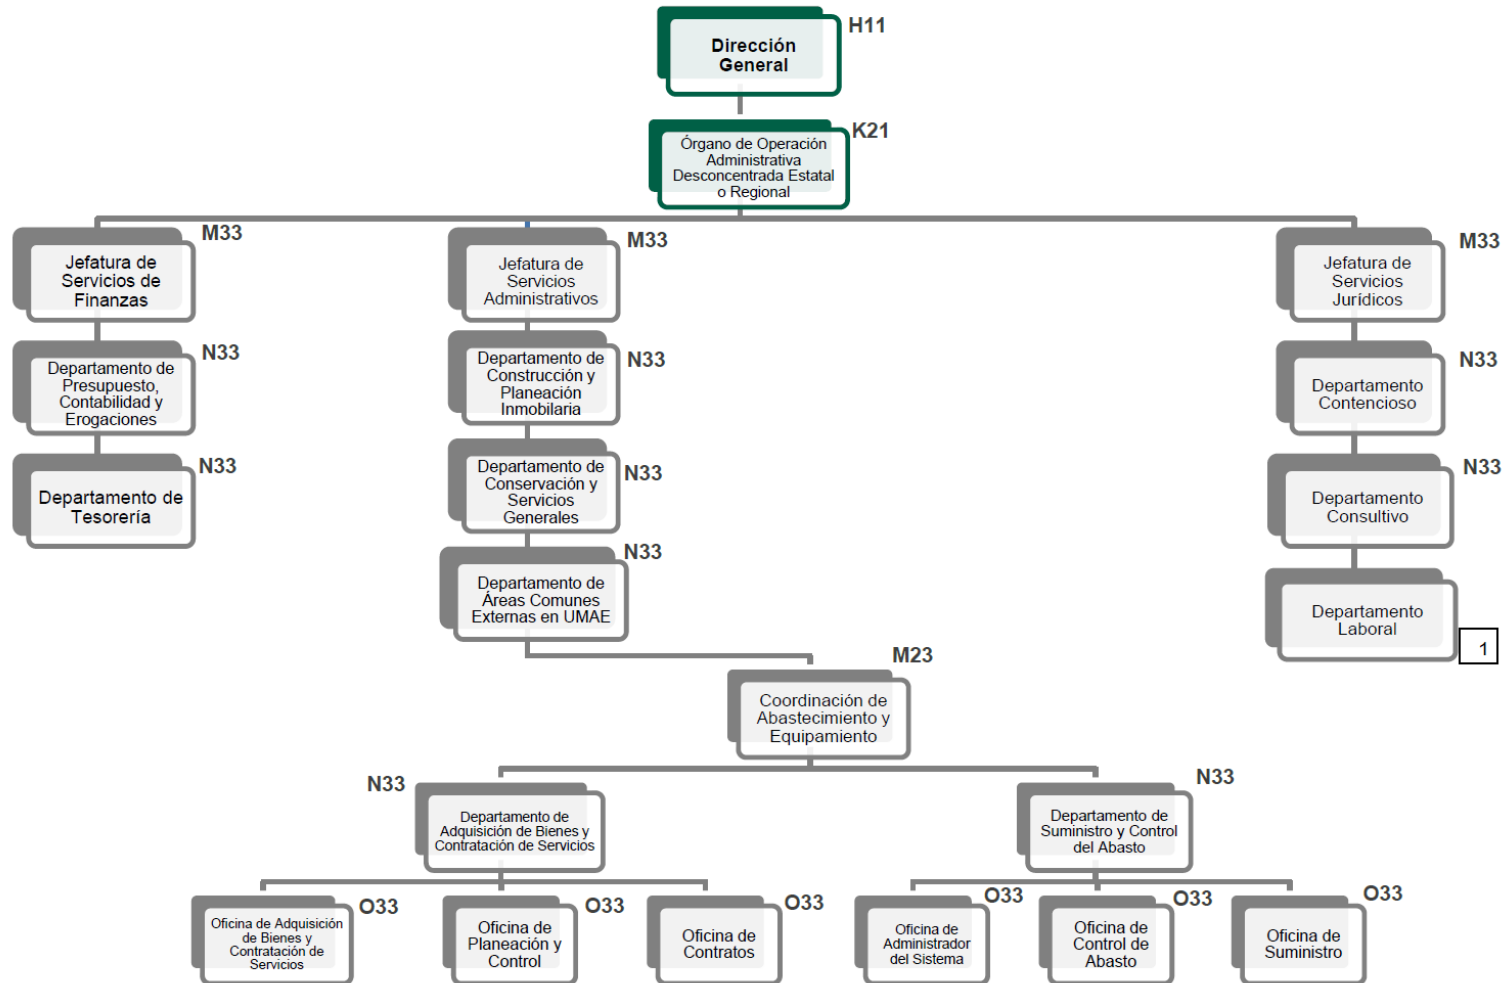 H11
Dirección
General
K21
Órgano de Operación
Administrativa
Desconcentrada Estatal
o Regional
M33
Jefatura de
Servicios de
Finanzas
M33
Jefatura de
Servicios
Administrativos
M33
Jefatura de
Servicios
Jurídicos
N33
Departamento de
Presupuesto,
Contabilidad y
Erogaciones
N33
Departamento de
Construcción y
Planeación
Inmobilaria
N33
Departamento
Contencioso
N33
Departamento de
Tesorería
N33
Departamento de
Conservación y
Servicios
Generales
N33
Departamento
Consultivo
N33
Departamento de
Áreas Comunes
Externas en UMAE
Departamento
Laboral
1
M23
Coordinación de
Abastecimiento y
Equipamiento
N33
Departamento de
Adquisición de Bienes y
Contratación de Servicios
N33
Departamento de
Suministro y Control
del Abasto
O33
Oficina de Adquisición
de Bienes y
Contratación de
Servicios
O33
Oficina de
Planeación y
Control
O33
Oficina de
Contratos
O33
Oficina de
Administrador
del Sistema
O33
Oficina de
Control de
Abasto
O33
Oficina de
Suministro